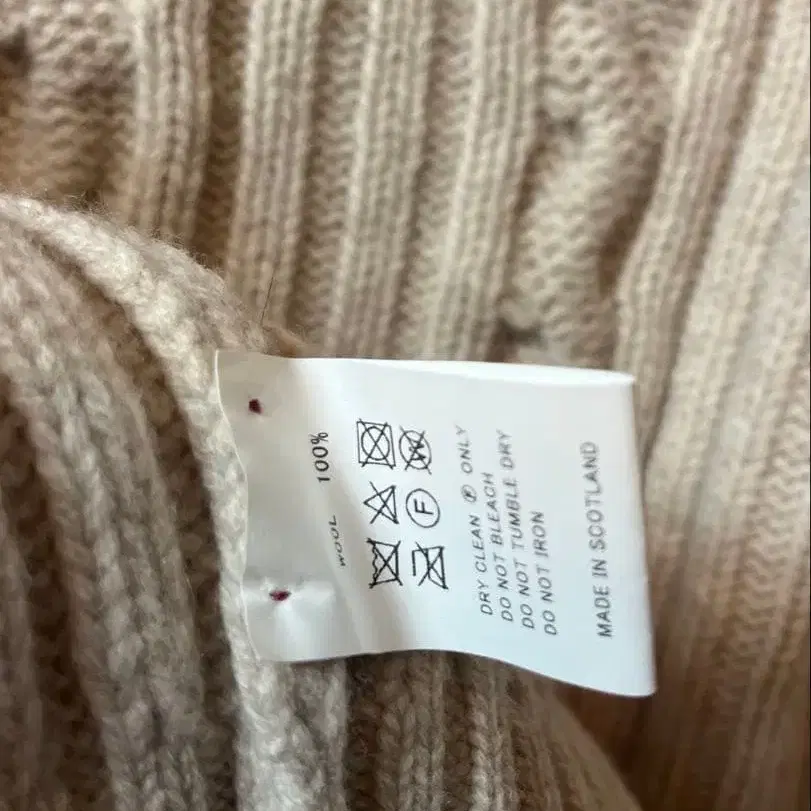 WOOL 100%
DRY CLEAN Ⓟ ONLY
DO NOT BLEACH
DO NOT TUMBLE DRY
DO NOT IRON
MADE IN SCOTLAND